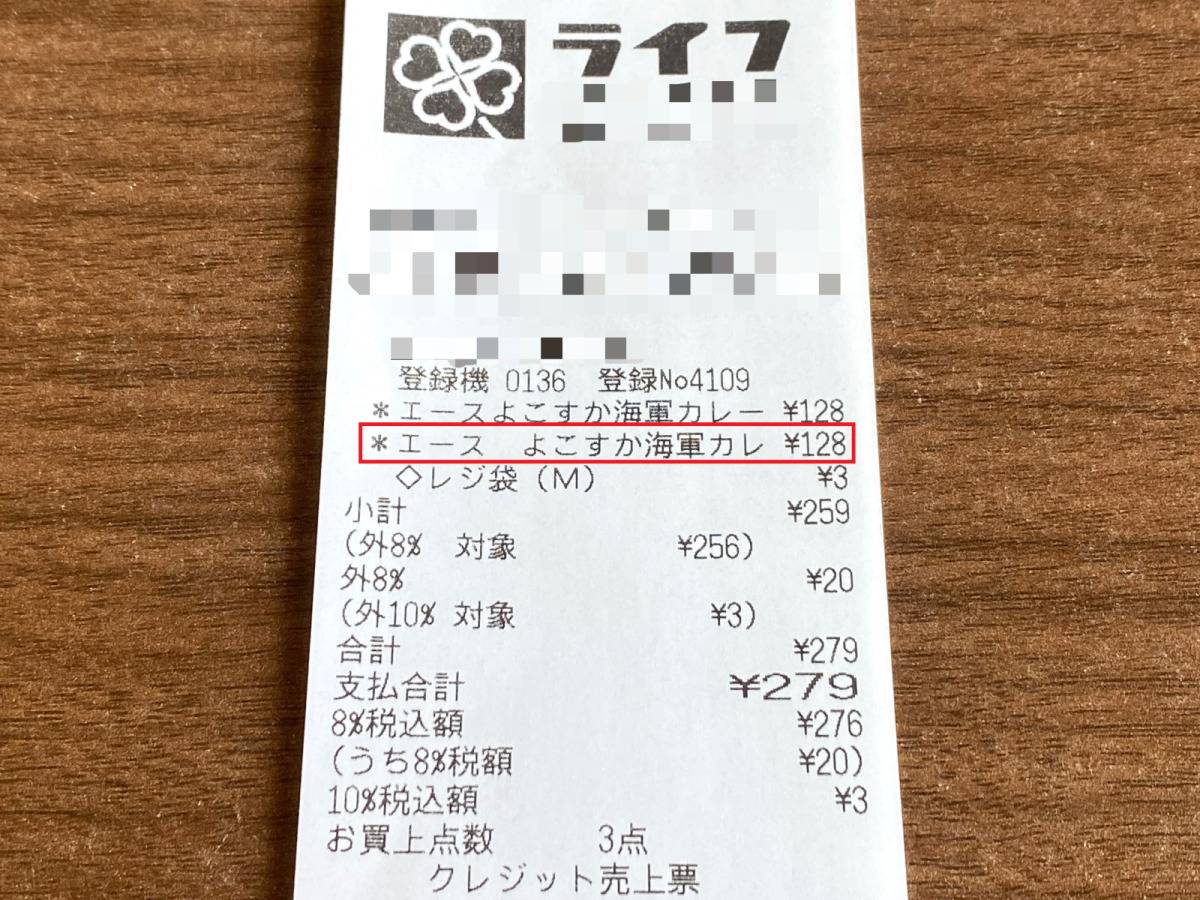 ライフ
登録機 0136 登録No4109
*エースよこすか海軍カレー ¥128
*エース よこすか海軍カレ ¥128
◇レジ袋(M) ¥3
小計 ¥259
(外8% 対象 ¥256)
外8% ¥20
(外10% 対象 ¥3)
合計 ¥279
支払合計 ¥279
8%税込額 ¥276
(うち8%税額 ¥20)
10%税込額 ¥3
お買上点数 3点
クレジット売上票